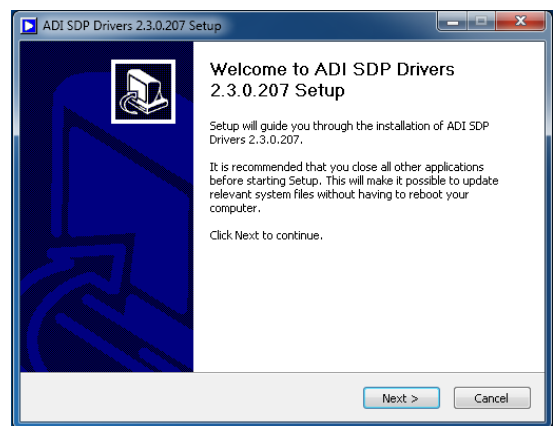 ADI SDP Drivers 2.3.0.207 Setup
Welcome to ADI SDP Drivers
2.3.0.207 Setup
Setup will guide you through the installation of ADI SDP
Drivers 2.3.0.207.
It is recommended that you close all other applications
before starting Setup. This will make it possible to update
relevant system files without having to reboot your
computer.
Click Next to continue.
Next >
Cancel